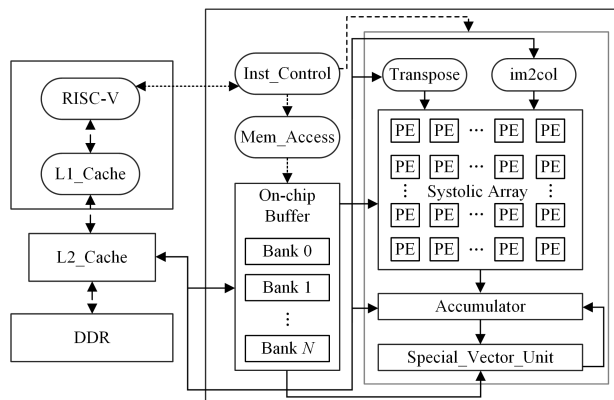 Inst_Control
Transpose
im2col
RISC-V
Mem_Access
PE PE ··· PE PE
L1_Cache
PE PE ··· PE PE
On-chip
Buffer
⋮ Systolic Array ⋮
PE PE ··· PE PE
L2_Cache
Bank 0
PE PE ··· PE PE
Bank 1
Accumulator
⋮
DDR
Bank N
Special_Vector_Unit